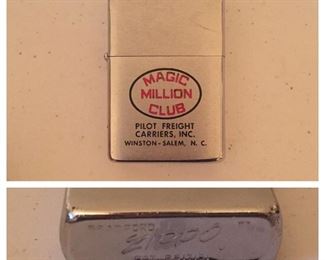 MAGIC
MILLION
CLUB
PILOT FREIGHT
CARRIERS, INC.
WINSTON-SALEM, N. C.
BRADFORD
Zippo